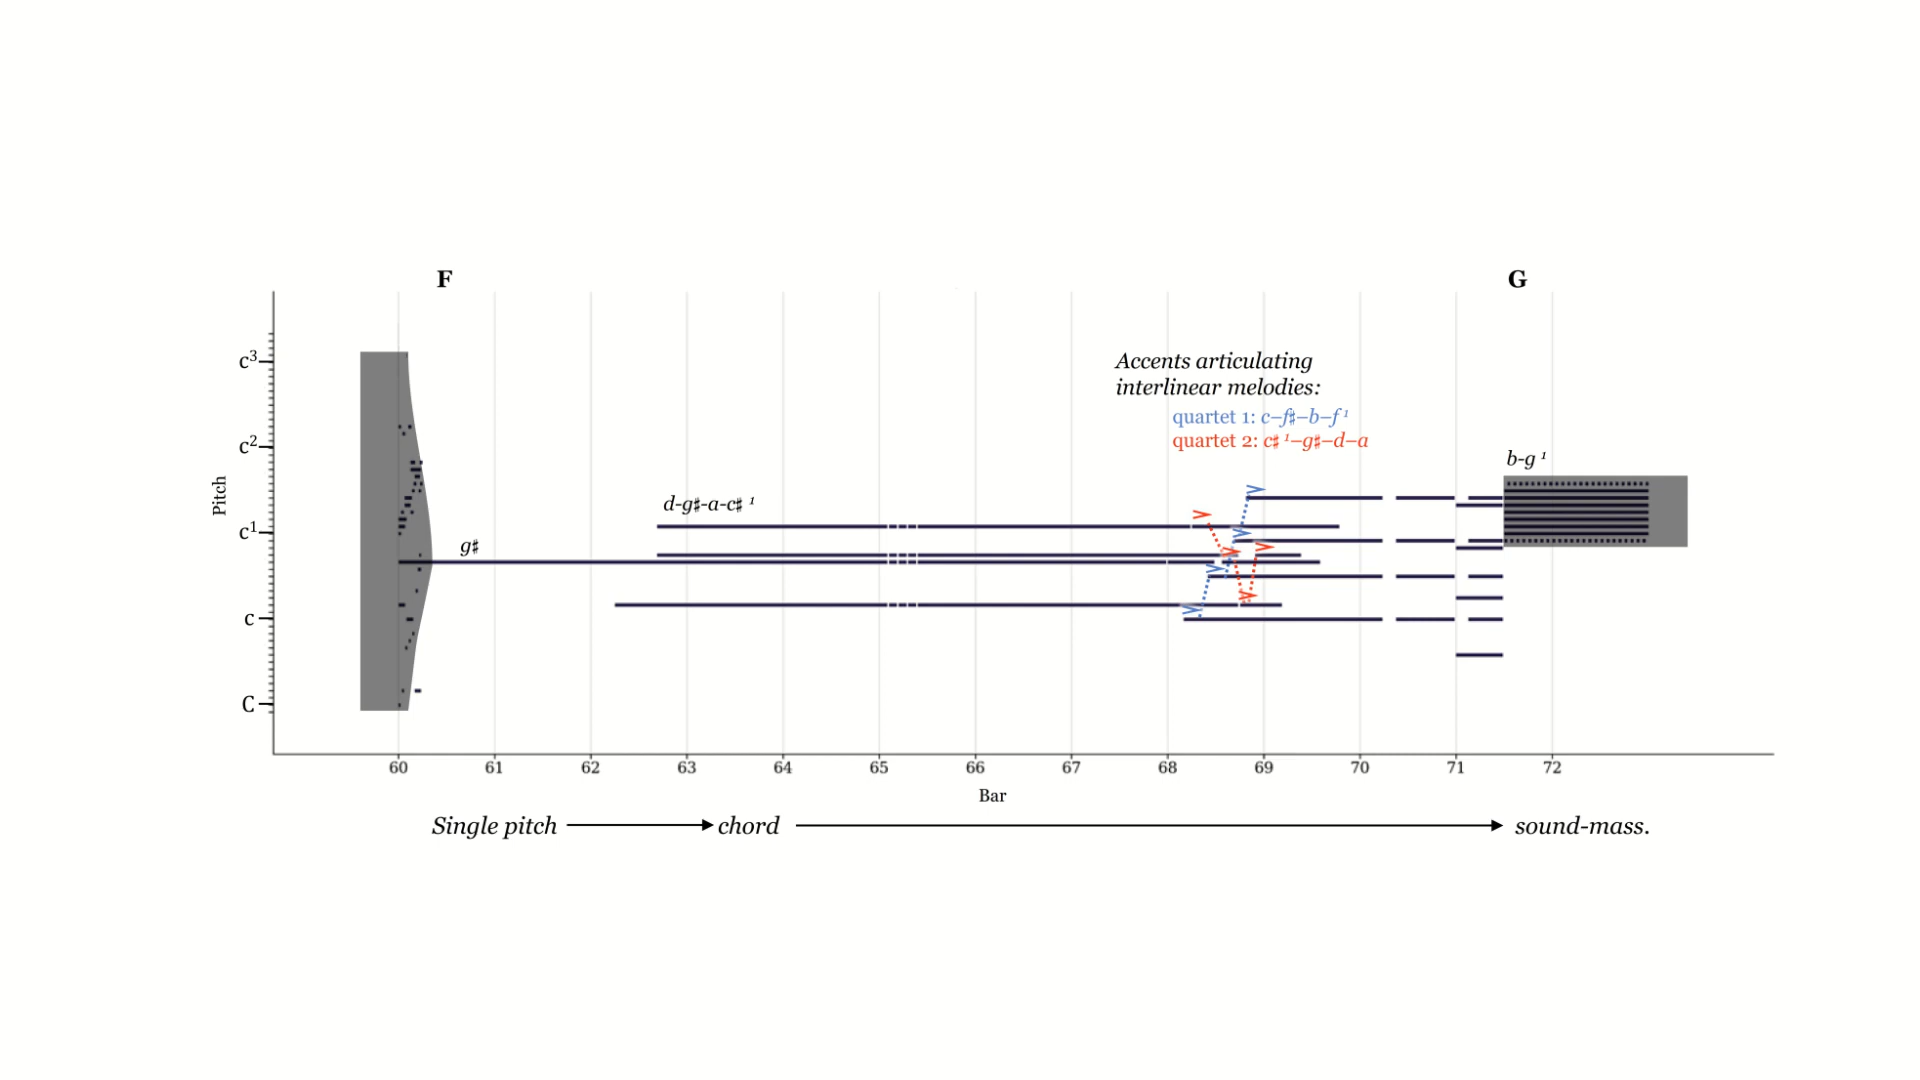 F G
c³
c²
c¹
c
C
Pitch
Accents articulating
interlinear melodies:
quartet 1: c–f♯–b–f¹
quartet 2: c♯¹–g♯–d–a
b-g¹
d-g♯-a-c♯¹
g♯
60 61 62 63 64 65 66 67 68 69 70 71 72
Bar
Single pitch chord sound-mass.